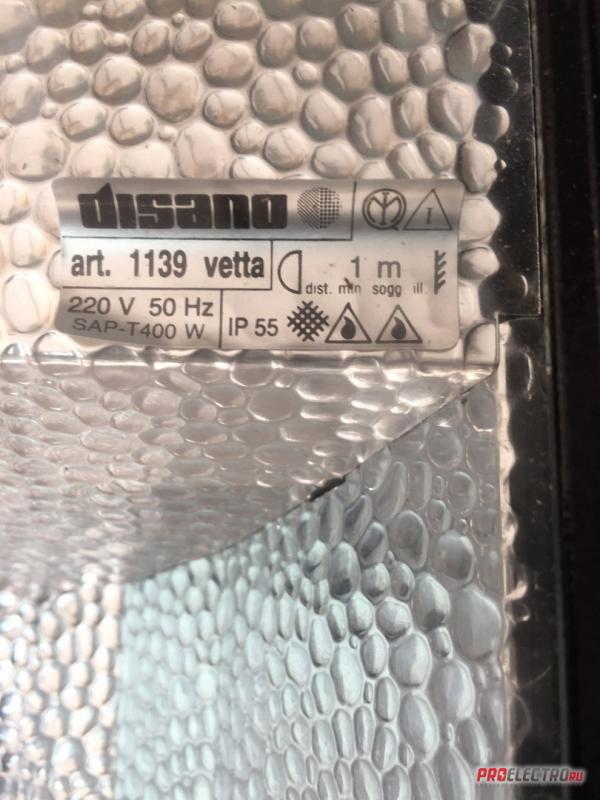 disano
I
art. 1139 vetta
1 m
dist. min sogg ill.
220 V 50 Hz
SAP-T400 W
IP 55
PROELECTRO.RU